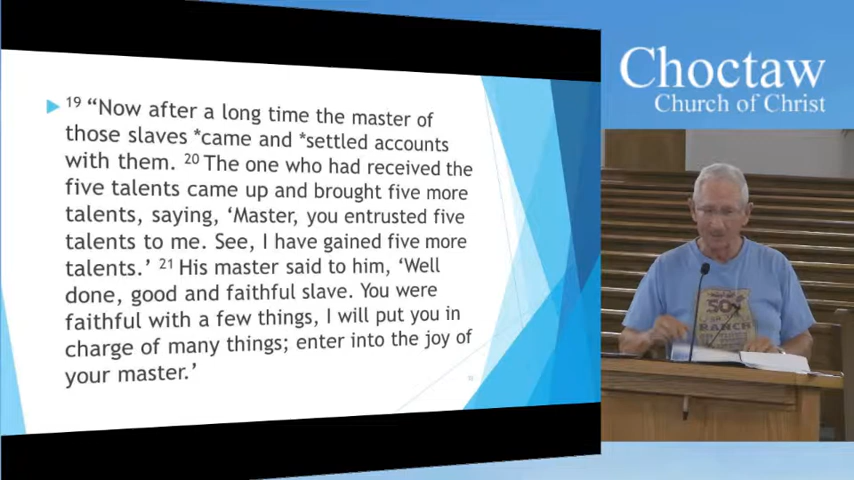 19 “Now after a long time the master of
those slaves *came and *settled accounts
with them. 20 The one who had received the
five talents came up and brought five more
talents, saying, ‘Master, you entrusted five
talents to me. See, I have gained five more
talents.’ 21 His master said to him, ‘Well
done, good and faithful slave. You were
faithful with a few things, I will put you in
charge of many things; enter into the joy of
your master.’
Choctaw
Church of Christ
RANCH